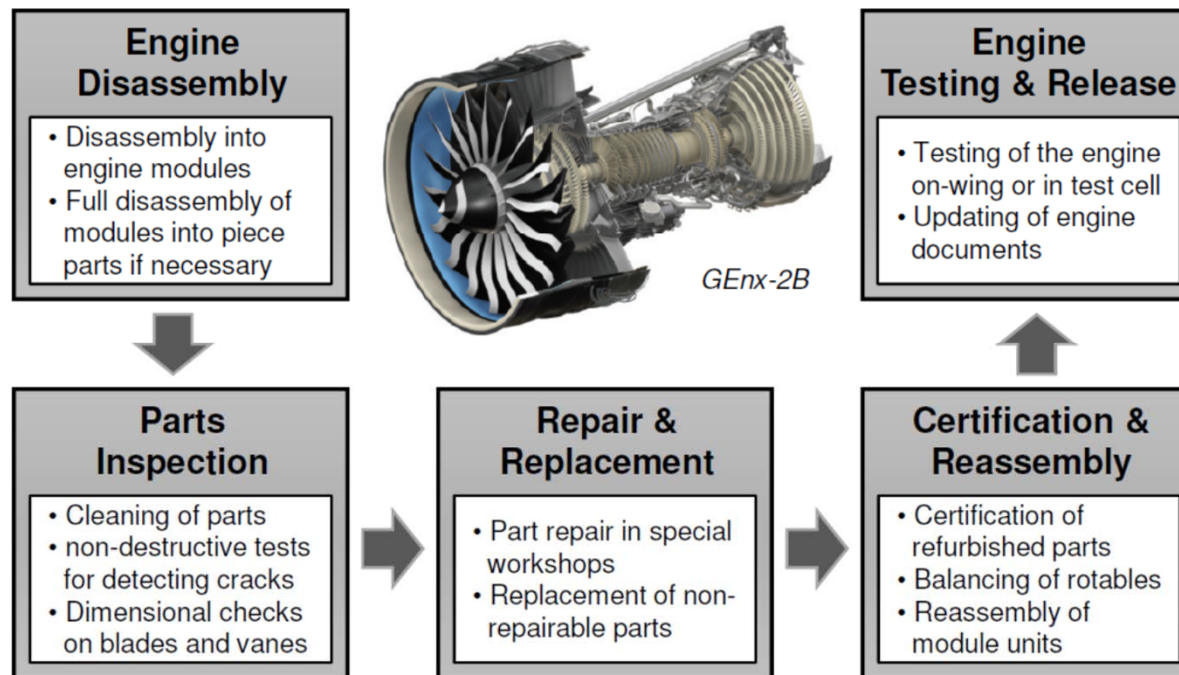 Engine
Disassembly
• Disassembly into
engine modules
• Full disassembly of
modules into piece
parts if necessary
GEnx-2B
Engine
Testing & Release
• Testing of the engine
on-wing or in test cell
• Updating of engine
documents
Parts
Inspection
• Cleaning of parts
• non-destructive tests
for detecting cracks
• Dimensional checks
on blades and vanes
Repair &
Replacement
• Part repair in special
workshops
• Replacement of non-
repairable parts
Certification &
Reassembly
• Certification of
refurbished parts
• Balancing of rotables
• Reassembly of
module units